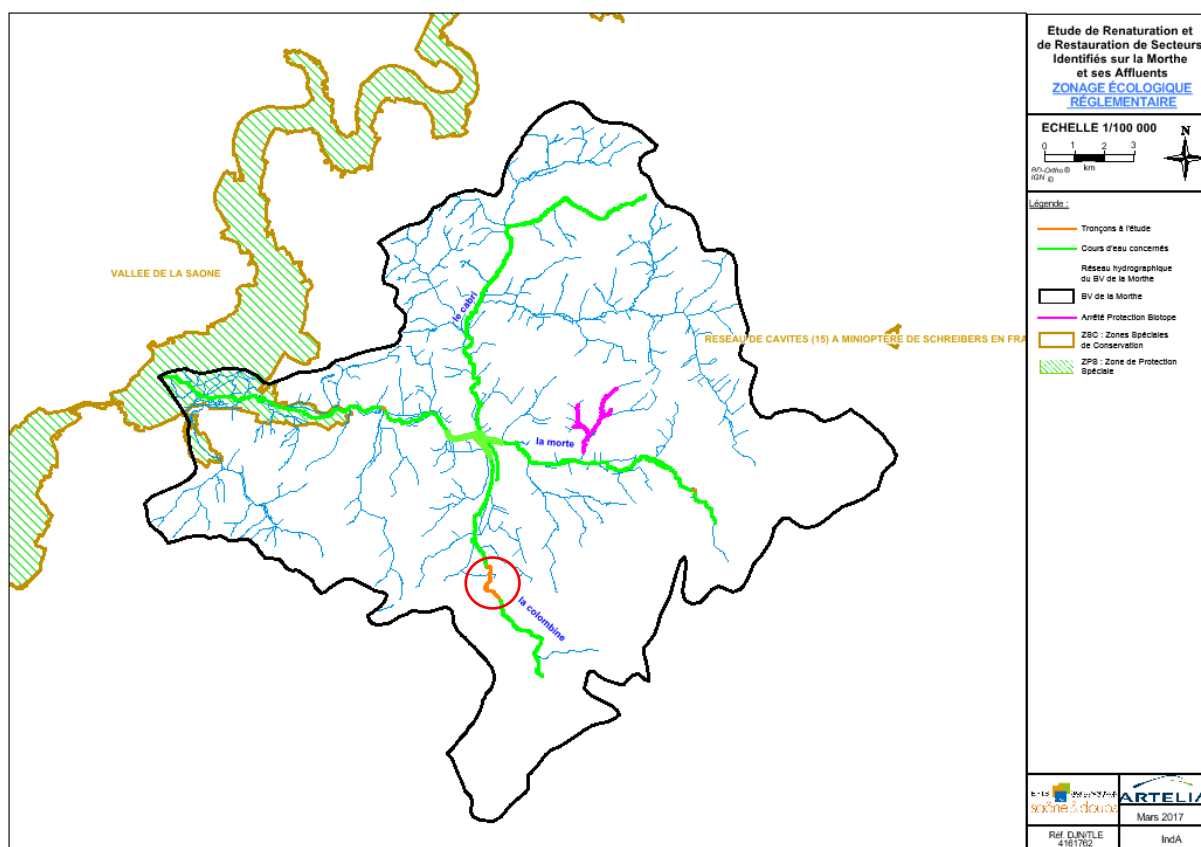 VALLEE DE LA SAONE
le cabri
RESEAU DE CAVITES (15) A MINIOPTERE DE SCHREIBERS EN FRA
la morte
la colombine
Etude de Renaturation et
de Restauration de Secteurs
Identifiés sur la Morthe
et ses Affluents
ZONAGE ÉCOLOGIQUE
RÉGLEMENTAIRE
ECHELLE 1/100 000
N
0 1 2 3
km
BD-Ortho®
IGN ©
Légende :
Tronçons à l'étude
Cours d'eau concernés
Réseau hydrographique
du BV de la Morthe
BV de la Morthe
Arrêté Protection Biotope
ZSC : Zones Spéciales
de Conservation
ZPS : Zone de Protection
Spéciale
saône & doubs
ARTELIA
Mars 2017
Réf. DJN/TLE
4161762
IndA